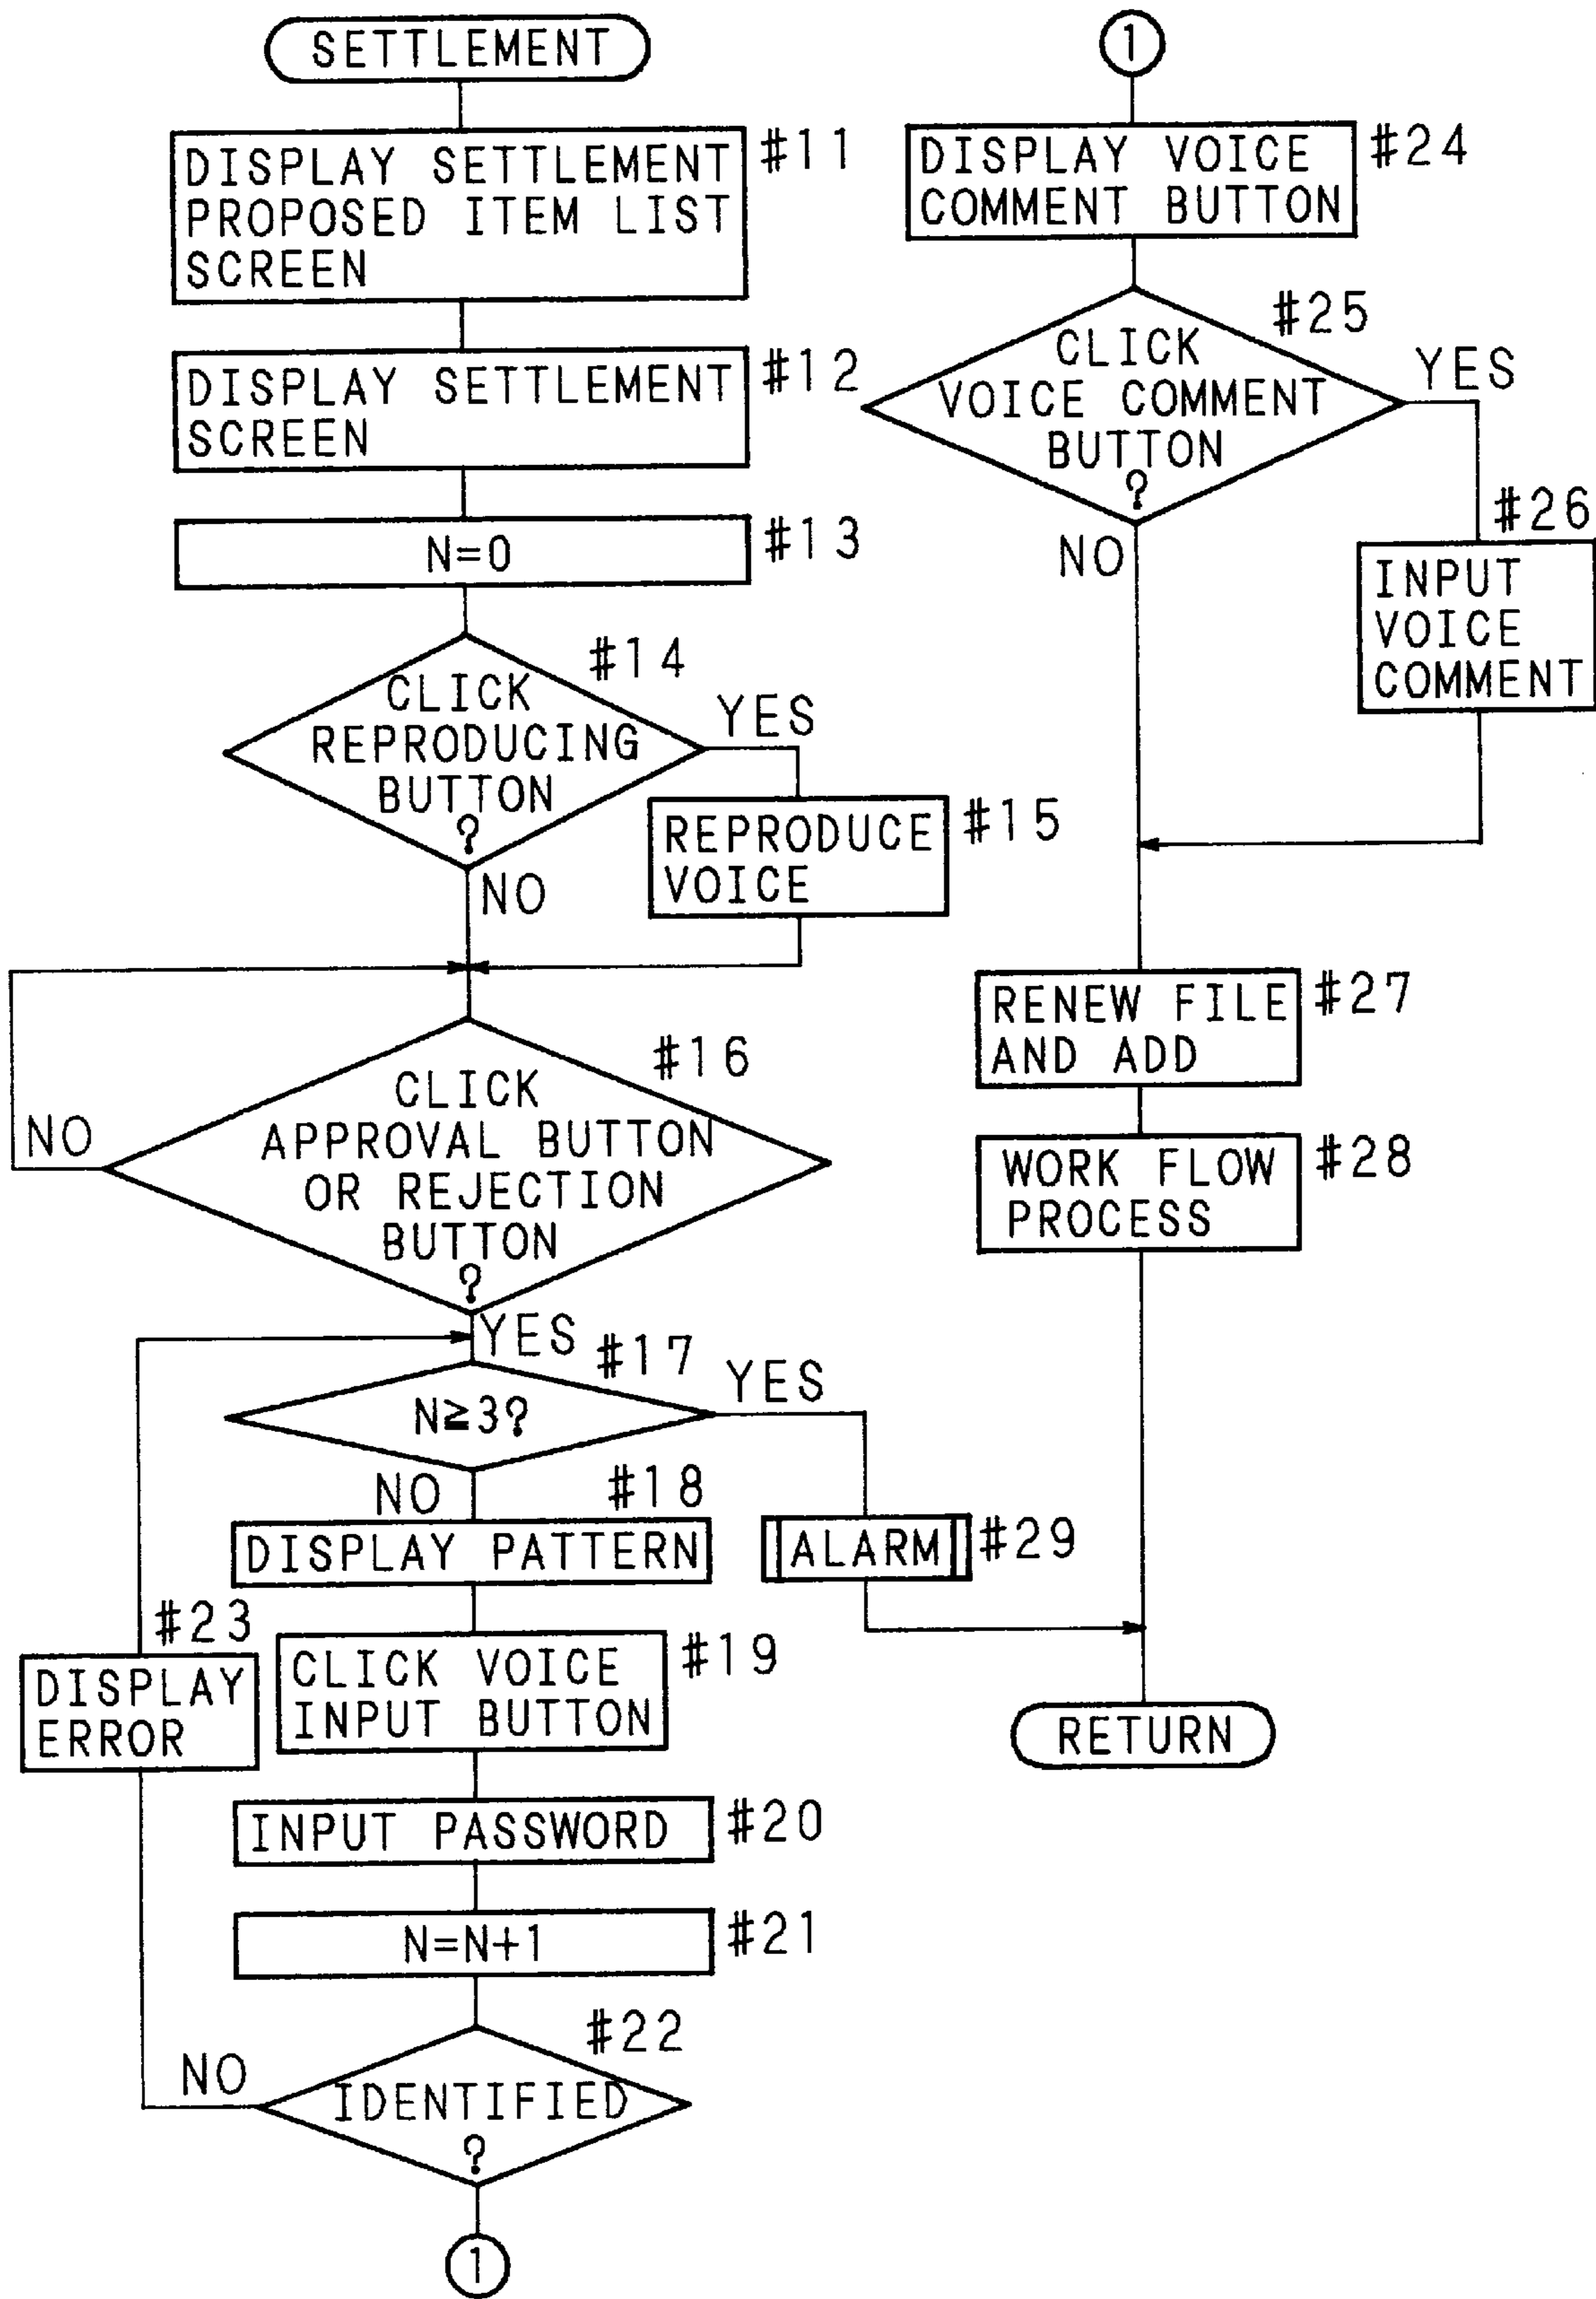 SETTLEMENT
#11
DISPLAY SETTLEMENT
PROPOSED ITEM LIST
SCREEN
#12
DISPLAY SETTLEMENT
SCREEN
#13
N=0
#14
CLICK
REPRODUCING
BUTTON
?
YES
NO
#15
REPRODUCE
VOICE
#16
CLICK
APPROVAL BUTTON
OR REJECTION
BUTTON
?
NO
YES
#17
N≧3?
YES
NO
#18
DISPLAY PATTERN
#29
ALARM
#23
DISPLAY
ERROR
#19
CLICK VOICE
INPUT BUTTON
#20
INPUT PASSWORD
#21
N=N+1
#22
IDENTIFIED
?
NO
1
1
#24
DISPLAY VOICE
COMMENT BUTTON
#25
CLICK
VOICE COMMENT
BUTTON
?
YES
NO
#26
INPUT
VOICE
COMMENT
#27
RENEW FILE
AND ADD
#28
WORK FLOW
PROCESS
RETURN